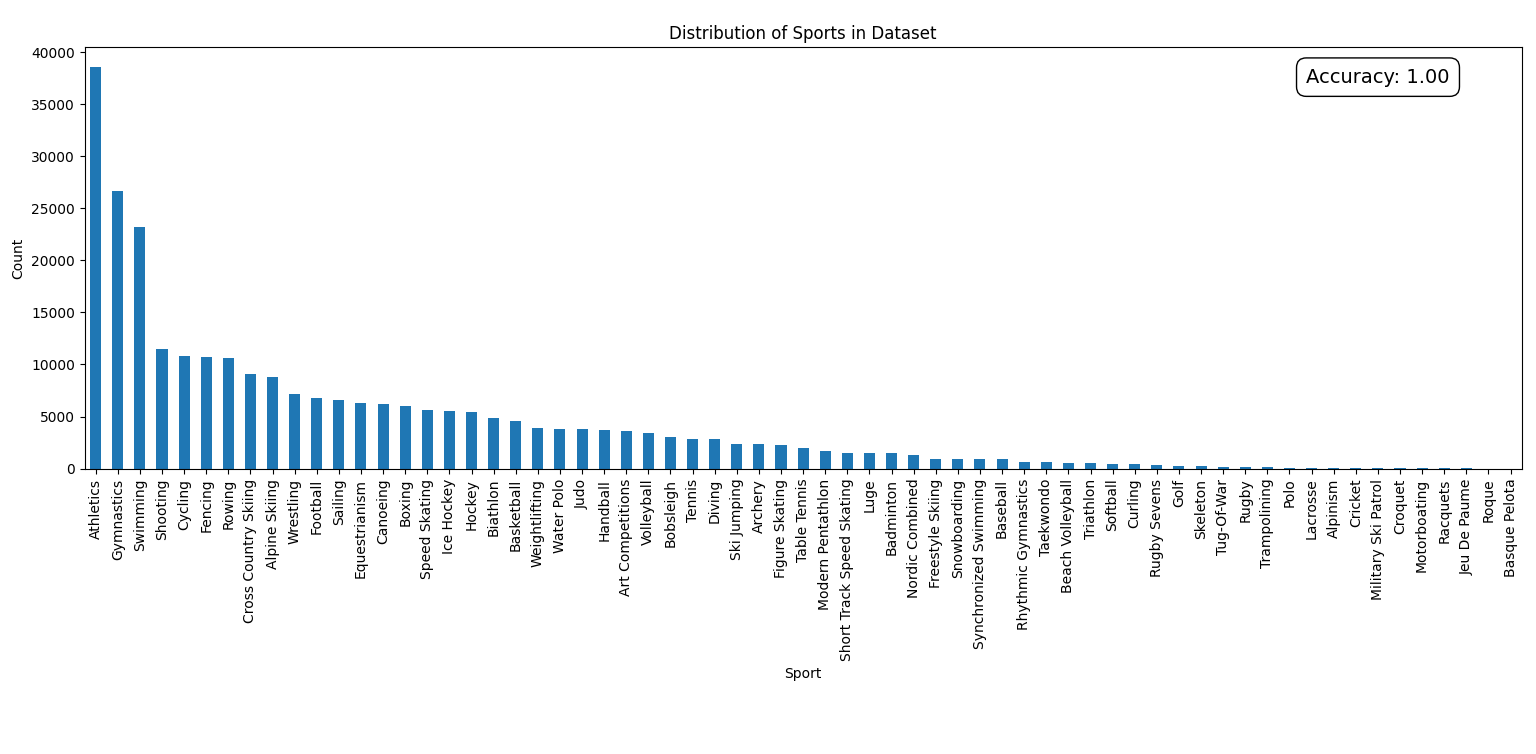 Distribution of Sports in Dataset
Accuracy: 1.00
Count
40000
35000
30000
25000
20000
15000
10000
5000
0
Athletics
Gymnastics
Swimming
Shooting
Cycling
Fencing
Rowing
Cross Country Skiing
Alpine Skiing
Wrestling
Football
Sailing
Equestrianism
Canoeing
Boxing
Speed Skating
Ice Hockey
Hockey
Biathlon
Basketball
Weightlifting
Water Polo
Judo
Handball
Art Competitions
Volleyball
Bobsleigh
Tennis
Diving
Ski Jumping
Archery
Figure Skating
Table Tennis
Modern Pentathlon
Short Track Speed Skating
Luge
Badminton
Nordic Combined
Freestyle Skiing
Snowboarding
Synchronized Swimming
Baseball
Rhythmic Gymnastics
Taekwondo
Beach Volleyball
Triathlon
Softball
Curling
Rugby Sevens
Golf
Skeleton
Tug-Of-War
Rugby
Trampolining
Polo
Lacrosse
Alpinism
Cricket
Military Ski Patrol
Croquet
Motorboating
Racquets
Jeu De Paume
Roque
Basque Pelota
Sport